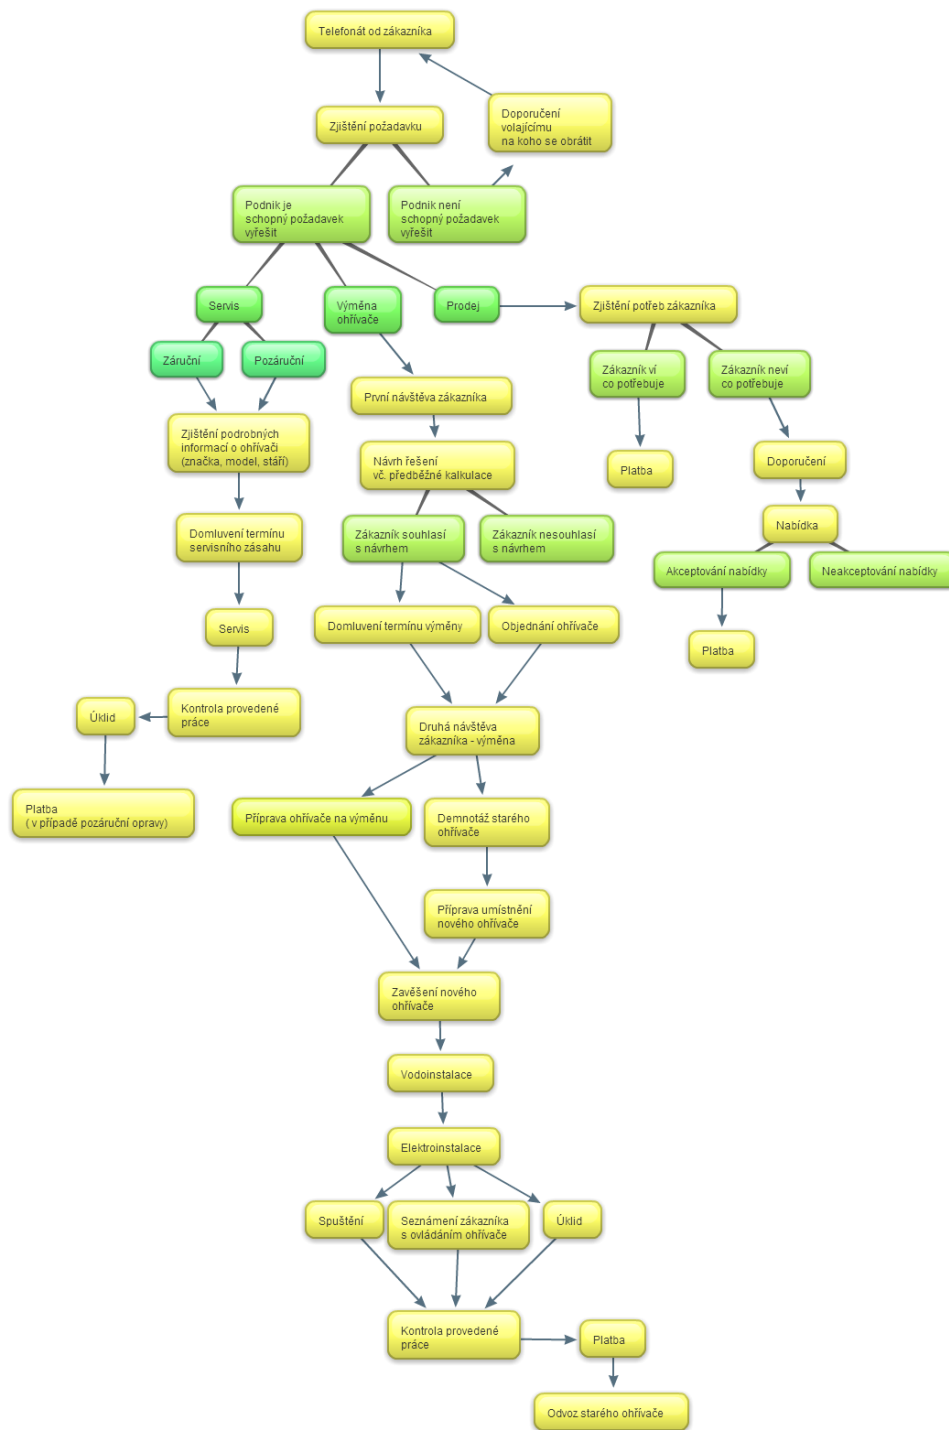 Telefonát od zákazníka
Doporučení
volajícímu
na koho se obrátit
Zjištění požadavku
Podnik je
schopný požadavek
vyřešit
Podnik není
schopný požadavek
vyřešit
Servis
Výměna
ohřívače
Prodej
Zjištění potřeb zákazníka
Záruční
Pozáruční
Zákazník ví
co potřebuje
Zákazník neví
co potřebuje
První návštěva zákazníka
Zjištění podrobných
informací o ohřívači
(značka, model, stáří)
Návrh řešení
vč. předběžné kalkulace
Platba
Doporučení
Domluvení termínu
servisního zásahu
Zákazník souhlasí
s návrhem
Zákazník nesouhlasí
s návrhem
Nabídka
Akceptování nabídky
Neakceptování nabídky
Servis
Domluvení termínu výměny
Objednání ohřívače
Platba
Úklid
Kontrola provedené
práce
Druhá návštěva
zákazníka - výměna
Platba
( v případě pozáruční opravy)
Příprava ohřívače na výměnu
Demnotáž starého
ohřívače
Příprava umístnění
nového ohřívače
Zavěšení nového
ohřívače
Vodoinstalace
Elektroinstalace
Spuštění
Seznámení zákazníka
s ovládáním ohřívače
Úklid
Kontrola provedené
práce
Platba
Odvoz starého ohřívače